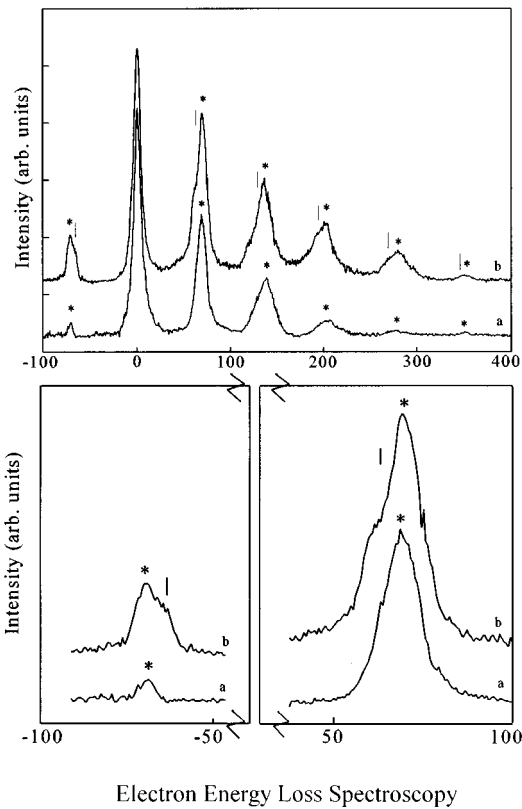 Intensity (arb. units)
* * * * * *
b
* * * * * * a
-100 0 100 200 300 400
Intensity (arb. units)
*
*
*
b b
* a
a
-100 -50 50 100
Electron Energy Loss Spectroscopy